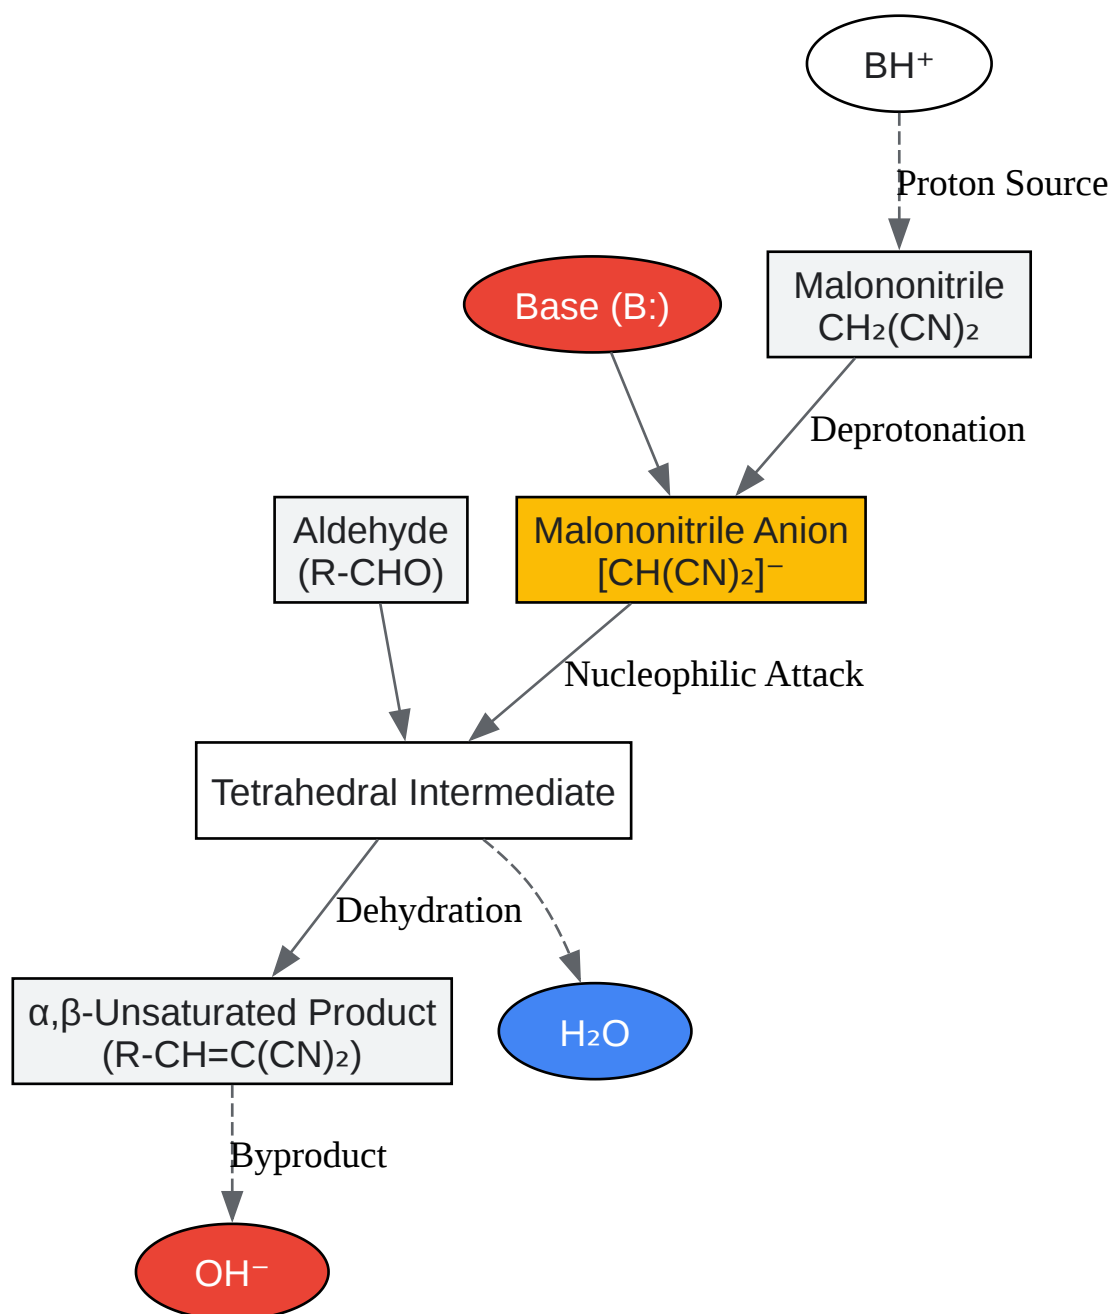 BH⁺
Proton Source
Base (B:)
Malononitrile
CH₂(CN)₂
Deprotonation
Aldehyde
(R-CHO)
Malononitrile Anion
[CH(CN)₂]⁻
Nucleophilic Attack
Tetrahedral Intermediate
Dehydration
α,β-Unsaturated Product
(R-CH=C(CN)₂)
H₂O
Byproduct
OH⁻